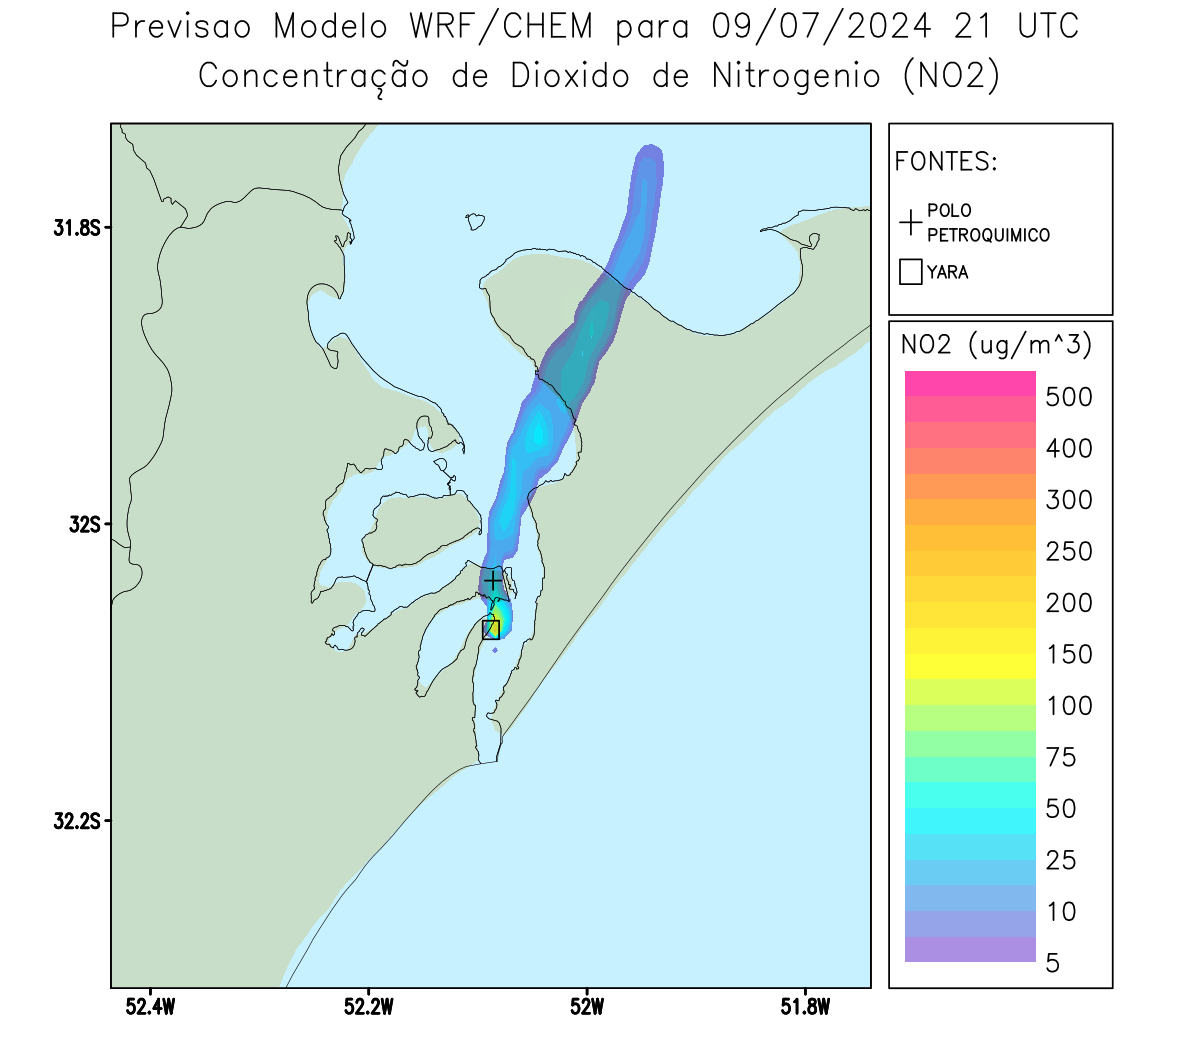 Previsao Modelo WRF/CHEM para 09/07/2024 21 UTC
Concentração de Dioxido de Nitrogenio (NO2)
FONTES:
POLO
PETROQUIMICO
YARA
NO2 (ug/m^3)
500
400
300
250
200
150
100
75
50
25
10
5
31.8S
32S
32.2S
52.4W
52.2W
52W
51.8W